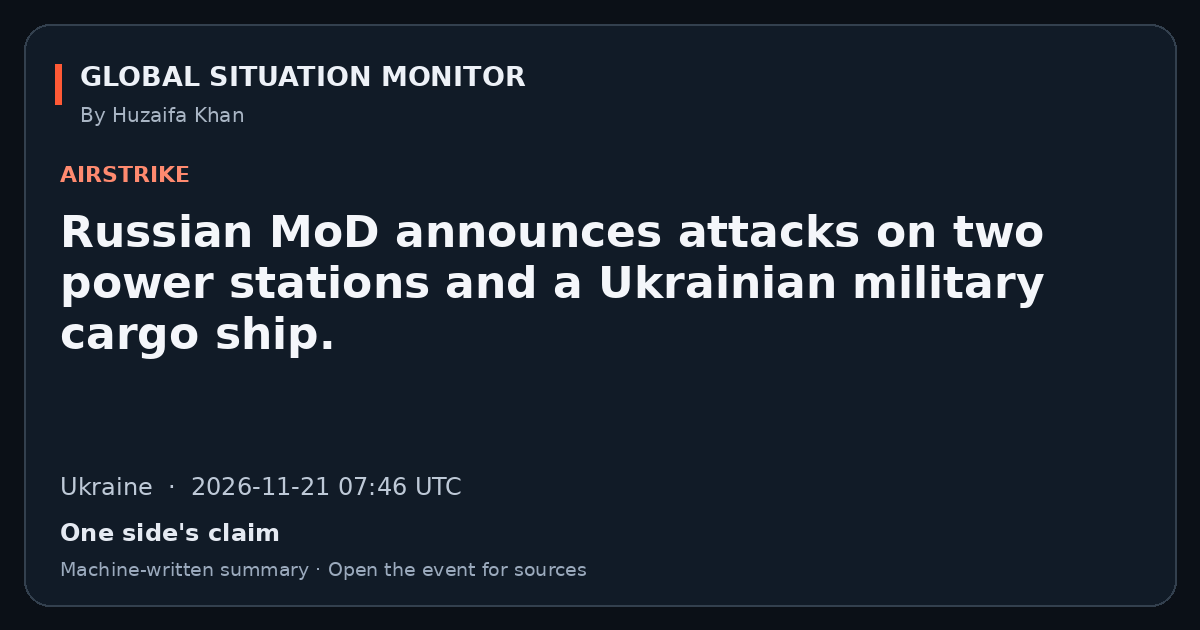 GLOBAL SITUATION MONITOR
By Huzaifa Khan
AIRSTRIKE
Russian MoD announces attacks on two
power stations and a Ukrainian military
cargo ship.
Ukraine · 2026-11-21 07:46 UTC
One side's claim
Machine-written summary · Open the event for sources